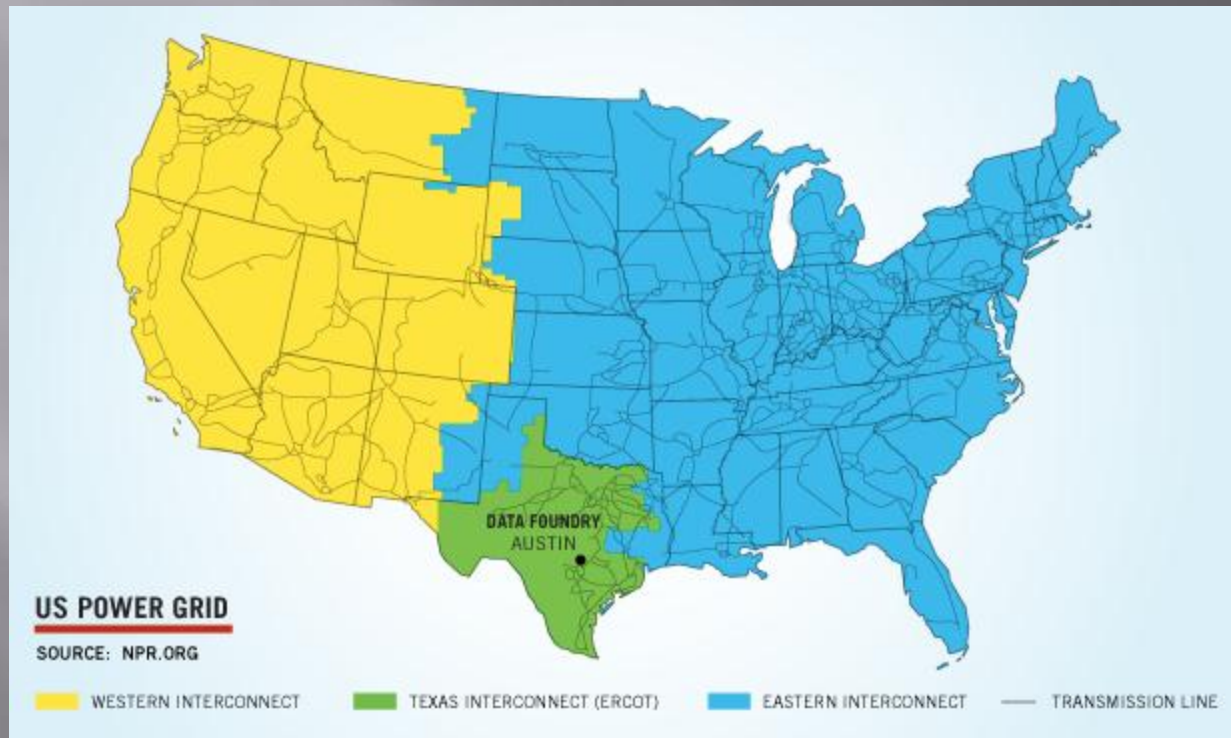 DATA FOUNDRY
AUSTIN
US POWER GRID
SOURCE: NPR.ORG
WESTERN INTERCONNECT
TEXAS INTERCONNECT (ERCOT)
EASTERN INTERCONNECT
TRANSMISSION LINE